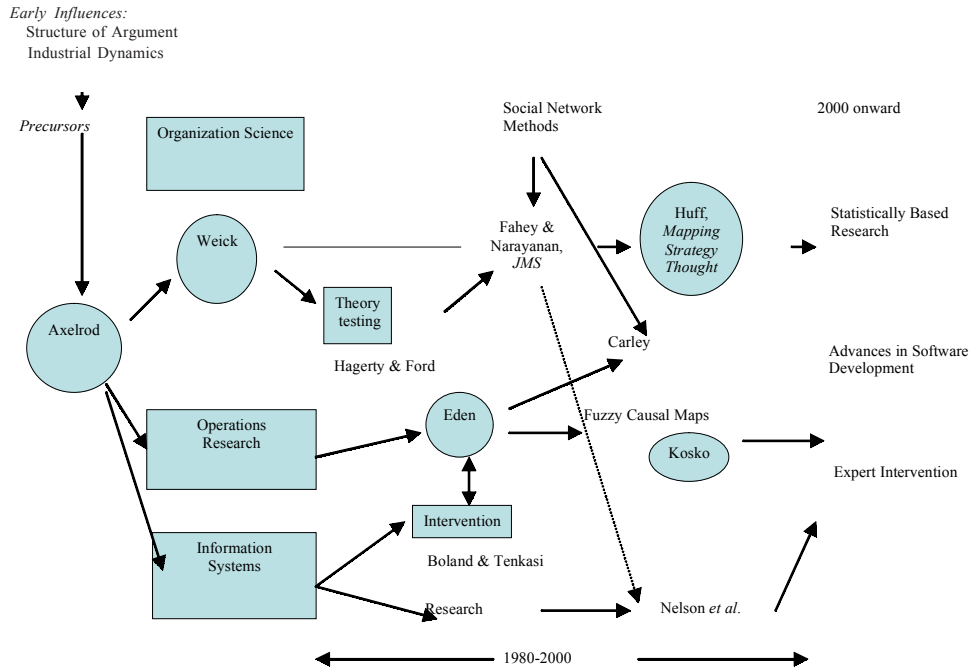 Early Influences:
Structure of Argument
Industrial Dynamics
Precursors
Organization Science
Social Network
Methods
2000 onward
Weick
Fahey &
Narayanan,
JMS
Huff,
Mapping
Strategy
Thought
Statistically Based
Research
Theory
testing
Axelrod
Hagerty & Ford
Carley
Advances in Software
Development
Operations
Research
Eden
Fuzzy Causal Maps
Kosko
Expert Intervention
Intervention
Information
Systems
Boland & Tenkasi
Research
Nelson et al.
1980-2000